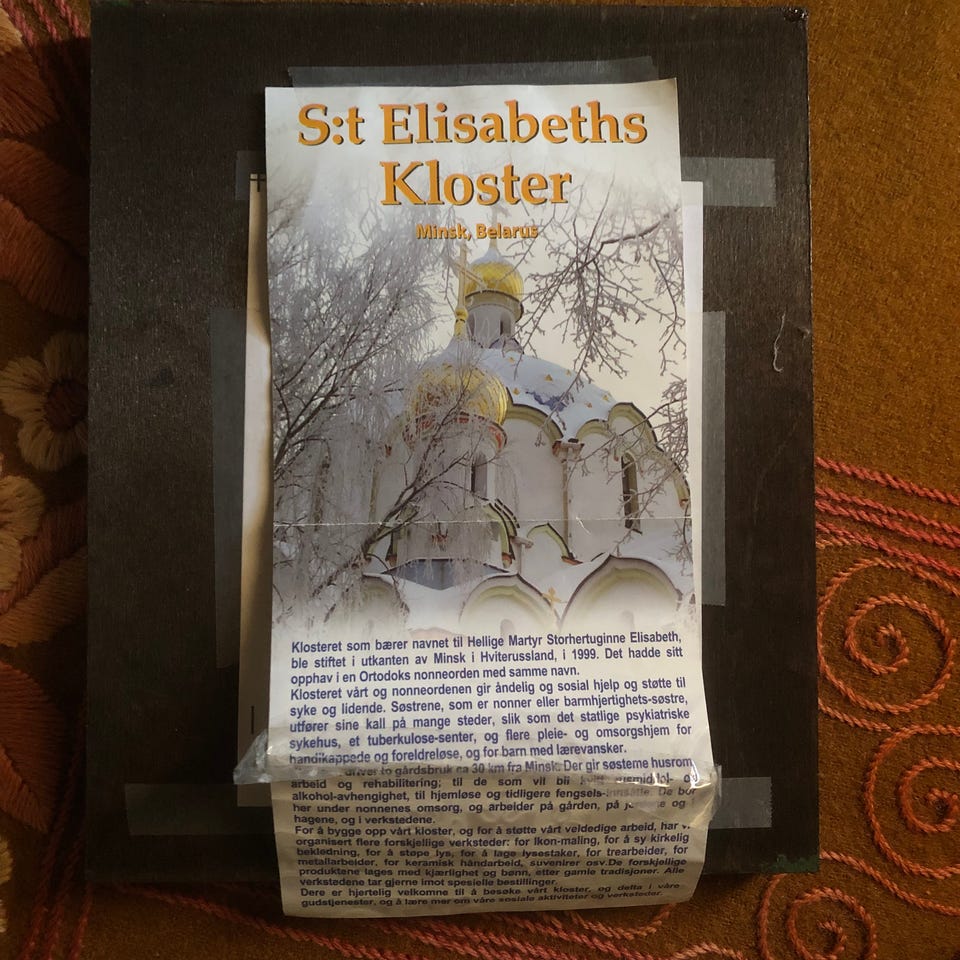 S:t Elisabeths
Kloster
Minsk, Belarus
Klosteret som bærer navnet til Hellige Martyr Storhertuginne Elisabeth,
ble stiftet i utkanten av Minsk i Hviterussland, i 1999. Det hadde sitt
opphav i en Ortodoks nonneorden med samme navn.
Klosteret vårt og nonneordenen gir åndelig og sosial hjelp og støtte til
syke og lidende. Søstrene, som er nonner eller barmhjertighets-søstre,
utfører sine kall på mange steder, slik som det statlige psykiatriske
sykehus, et tuberkulose-senter, og flere pleie- og omsorgshjem for
handikappede og foreldreløse, og for barn med lærevansker.
driver to gårdsbruk ca 30 km fra Minsk. Der gir søsterne husrom
arbeid og rehabilitering; til de som vil bli
alkohol-avhengighet, til hjemløse og tidligere fengsels-innsatte. De bor
her under nonnenes omsorg, og arbeider på gården, på og i
hagene, og i verkstedene.
For å bygge opp vårt kloster, og for å støtte vårt veldedige arbeid, har
organisert flere forskjellige verksteder: for Ikon-maling, for å sy kirkelig
bekledning, for å støpe lys, for å lage lysestaker, for trearbeider, for
metallarbeider, for keramisk håndarbeid, suvenirer osv.De forskjellige
produktene lages med kjærlighet og bønn, etter gamle tradisjoner. Alle
verkstedene tar gjerne imot spesielle bestillinger.
Dere er hjertelig velkomne til å besøke vårt kloster, og delta i våre
gudstjenester, og å lære mer om våre sosiale aktiviteter og verksteder.